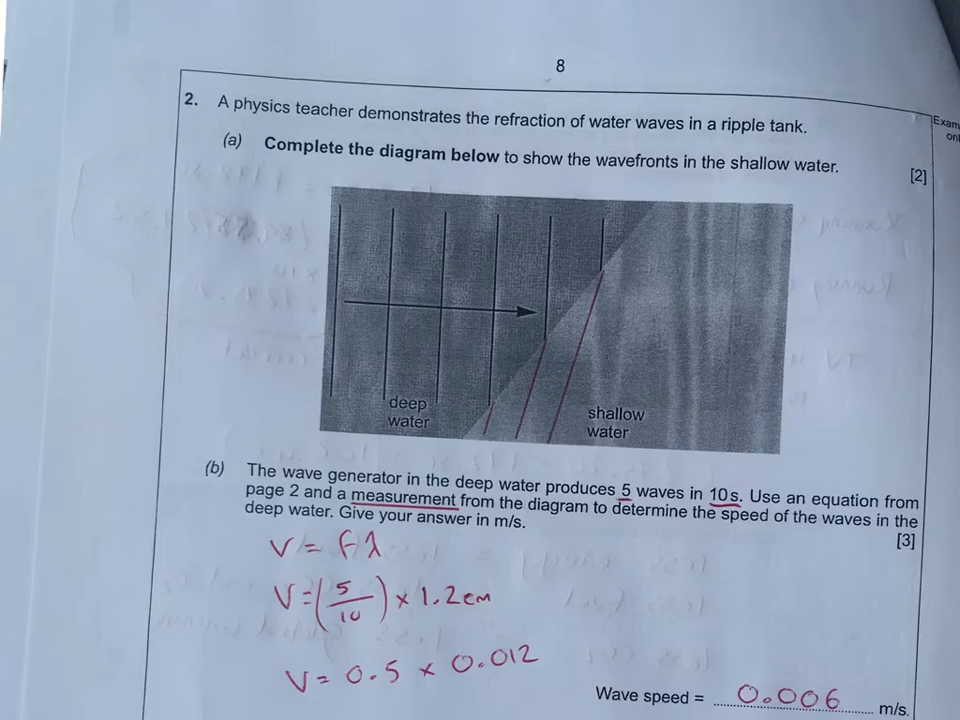 8
2. A physics teacher demonstrates the refraction of water waves in a ripple tank.
Exam
onl
(a) Complete the diagram below to show the wavefronts in the shallow water.
[2]
deep
water
shallow
water
(b) The wave generator in the deep water produces 5 waves in 10 s. Use an equation from
page 2 and a measurement from the diagram to determine the speed of the waves in the
deep water. Give your answer in m/s.
[3]
V = fλ
V = (5/10) × 1.2cm
V = 0.5 × 0.012
Wave speed = 0.006 m/s.